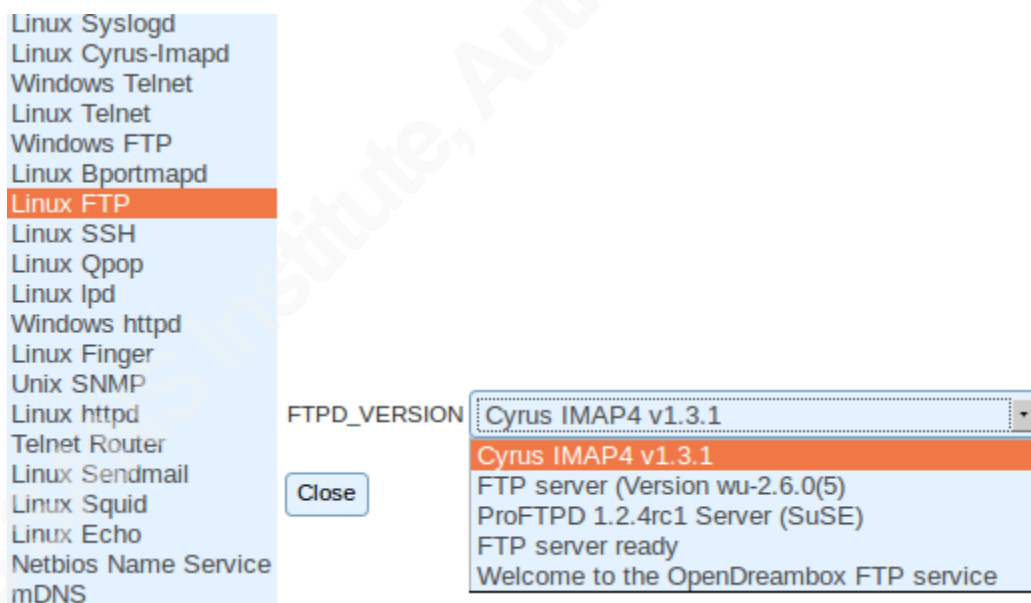 Linux Syslogd
Linux Cyrus-Imapd
Windows Telnet
Linux Telnet
Windows FTP
Linux Bportmapd
Linux FTP
Linux SSH
Linux Qpop
Linux lpd
Windows httpd
Linux Finger
Unix SNMP
Linux httpd
Telnet Router
Linux Sendmail
Linux Squid
Linux Echo
Netbios Name Service
mDNS
FTPD_VERSION Cyrus IMAP4 v1.3.1
Cyrus IMAP4 v1.3.1
FTP server (Version wu-2.6.0(5)
ProFTPD 1.2.4rc1 Server (SuSE)
FTP server ready
Welcome to the OpenDreambox FTP service
Close